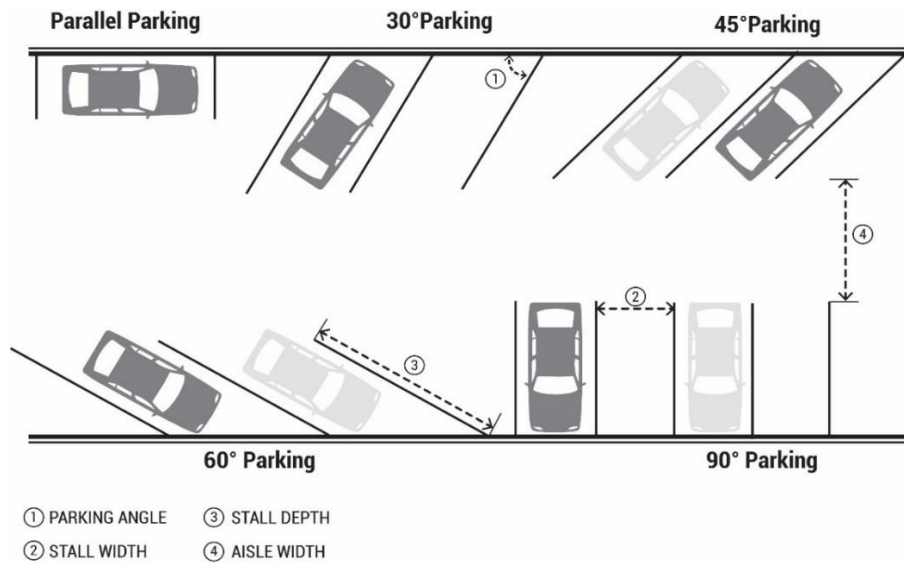 Parallel Parking
30°Parking
45°Parking
1
4
2
3
60° Parking
90° Parking
1 PARKING ANGLE
3 STALL DEPTH
2 STALL WIDTH
4 AISLE WIDTH